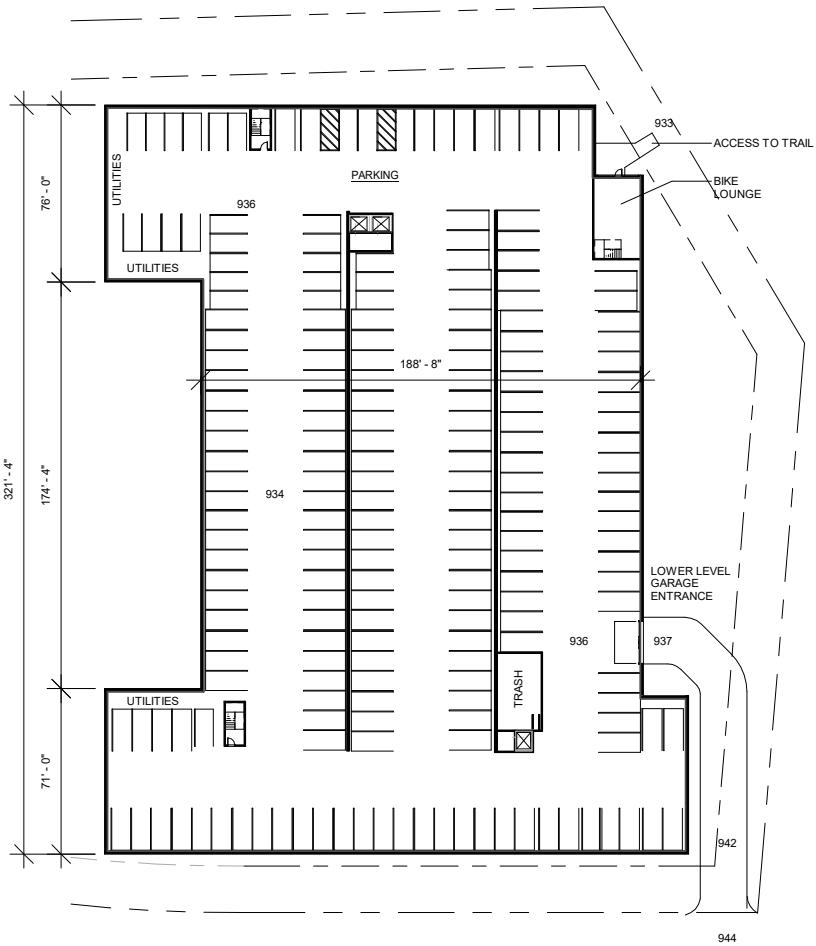 933
ACCESS TO TRAIL
UTILITIES
PARKING
BIKE
LOUNGE
76' - 0"
936
UTILITIES
188' - 8"
321' - 4"
174' - 4"
934
LOWER LEVEL
GARAGE
ENTRANCE
936
937
TRASH
UTILITIES
71' - 0"
942
944